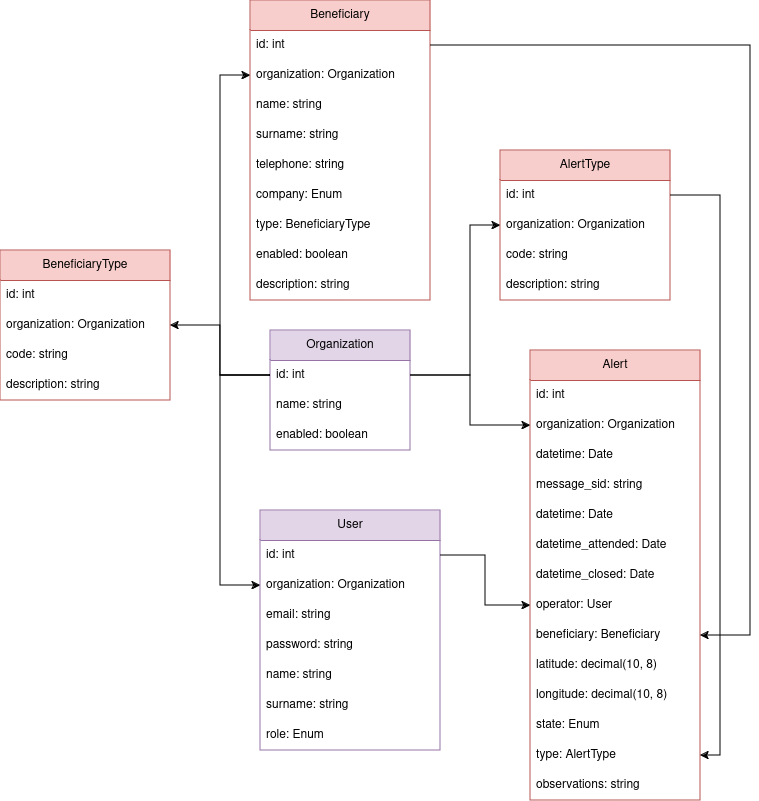 Beneficiary
id: int
organization: Organization
name: string
surname: string
telephone: string
company: Enum
type: BeneficiaryType
enabled: boolean
description: string
AlertType
id: int
organization: Organization
code: string
description: string
BeneficiaryType
id: int
organization: Organization
code: string
description: string
Organization
id: int
name: string
enabled: boolean
Alert
id: int
organization: Organization
datetime: Date
message_sid: string
datetime: Date
datetime_attended: Date
datetime_closed: Date
operator: User
beneficiary: Beneficiary
latitude: decimal(10, 8)
longitude: decimal(10, 8)
state: Enum
type: AlertType
observations: string
User
id: int
organization: Organization
email: string
password: string
name: string
surname: string
role: Enum